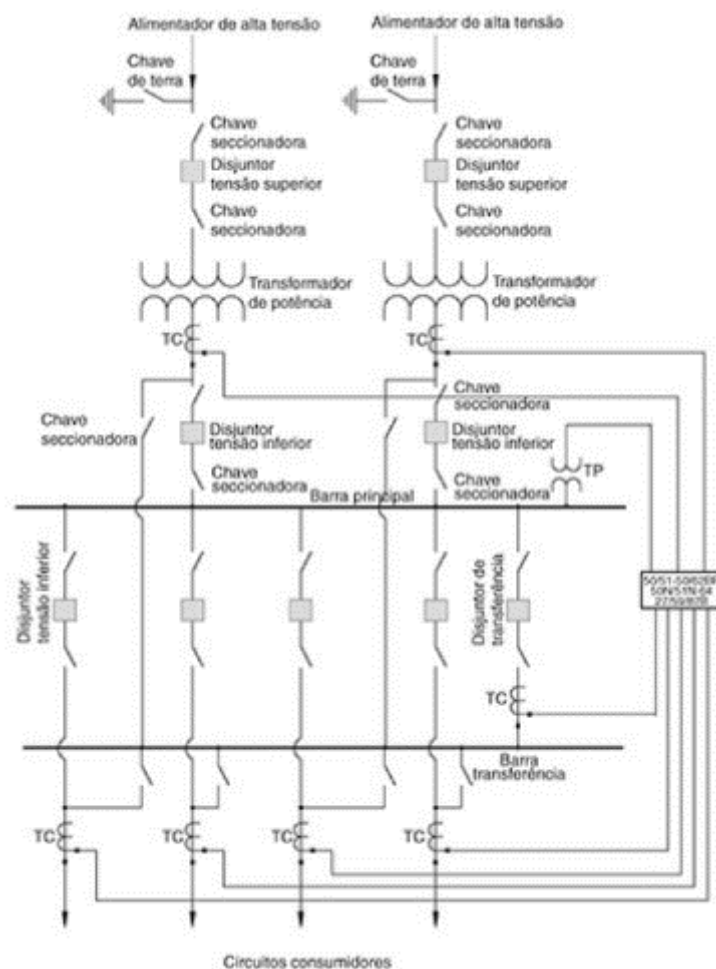 Alimentador de alta tensão
Alimentador de alta tensão
Chave
de terra
Chave
de terra
Chave
seccionadora
Chave
seccionadora
Disjuntor
tensão superior
Disjuntor
tensão superior
Chave
seccionadora
Chave
seccionadora
Transformador
de potência
Transformador
de potência
TC
TC
Chave
seccionadora
Chave
seccionadora
Disjuntor
tensão inferior
Disjuntor
tensão inferior
TP
Chave
seccionadora
Chave
seccionadora
Barra principal
Disjuntor
tensão inferior
Disjuntor de
transferência
50N/51N-64
TC
Barra
transferência
TC
TC
TC
TC
Circuitos consumidores